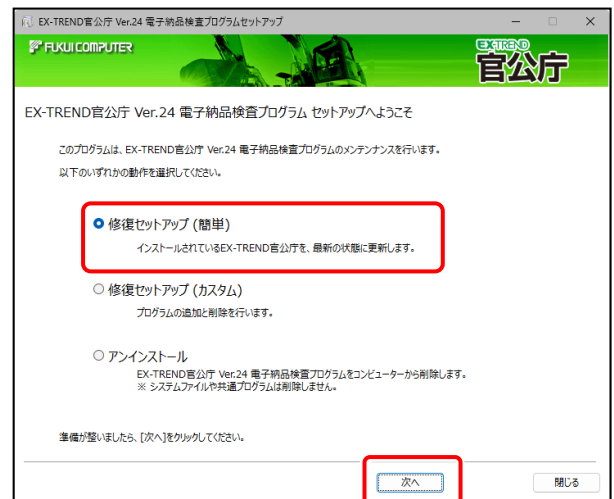 EX-TREND官公庁 Ver.24 電子納品検査プログラムセットアップ
FUKUI COMPUTER
EX-TREND
官公庁
EX-TREND官公庁 Ver.24 電子納品検査プログラム セットアップへようこそ
このプログラムは、EX-TREND官公庁 Ver.24 電子納品検査プログラムのメンテンナンスを行います。
以下のいずれかの動作を選択してください。
修復セットアップ (簡単)
インストールされているEX-TREND官公庁を、最新の状態に更新します。
修復セットアップ (カスタム)
プログラムの追加と削除を行います。
アンインストール
EX-TREND官公庁 Ver.24 電子納品検査プログラムをコンピューターから削除します。
※ システムファイルや共通プログラムは削除しません。
準備が整いましたら、[次へ]をクリックしてください。
次へ
閉じる